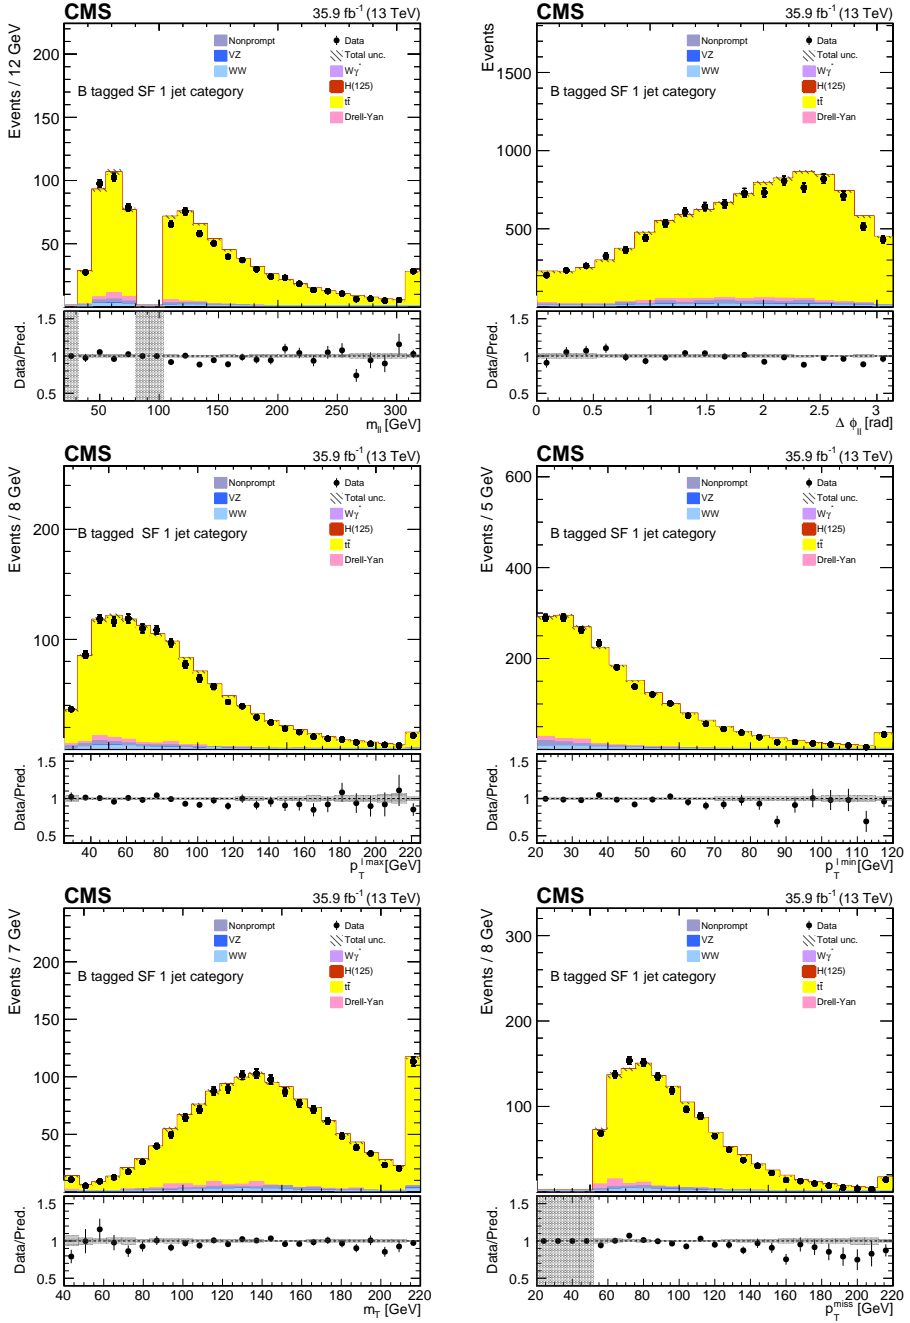 CMS 35.9 fb⁻¹ (13 TeV)
Events / 12 GeV
200
150
100
50
Nonprompt
VZ
WW
Data
Total unc.
Wγ*
H(125)
tt̄
Drell-Yan
B tagged SF 1 jet category
Data/Pred.
1.5
1
0.5
50 100 150 200 250 300
m_ll [GeV]
CMS 35.9 fb⁻¹ (13 TeV)
Events
1500
1000
500
Nonprompt
VZ
WW
Data
Total unc.
Wγ*
H(125)
tt̄
Drell-Yan
B tagged SF 1 jet category
Data/Pred.
1.5
1
0.5
0 0.5 1 1.5 2 2.5 3
Δ ϕ_ll [rad]
CMS 35.9 fb⁻¹ (13 TeV)
Events / 8 GeV
200
100
Nonprompt
VZ
WW
Data
Total unc.
Wγ*
H(125)
tt̄
Drell-Yan
B tagged SF 1 jet category
Data/Pred.
1.5
1
0.5
40 60 80 100 120 140 160 180 200 220
p_T^l max [GeV]
CMS 35.9 fb⁻¹ (13 TeV)
Events / 5 GeV
600
400
200
Nonprompt
VZ
WW
Data
Total unc.
Wγ*
H(125)
tt̄
Drell-Yan
B tagged SF 1 jet category
Data/Pred.
1.5
1
0.5
20 30 40 50 60 70 80 90 100 110 120
p_T^l min [GeV]
CMS 35.9 fb⁻¹ (13 TeV)
Events / 7 GeV
200
150
100
50
Nonprompt
VZ
WW
Data
Total unc.
Wγ*
H(125)
tt̄
Drell-Yan
B tagged SF 1 jet category
Data/Pred.
1.5
1
0.5
40 60 80 100 120 140 160 180 200 220
m_T [GeV]
CMS 35.9 fb⁻¹ (13 TeV)
Events / 8 GeV
300
200
100
Nonprompt
VZ
WW
Data
Total unc.
Wγ*
H(125)
tt̄
Drell-Yan
B tagged SF 1 jet category
Data/Pred.
1.5
1
0.5
20 40 60 80 100 120 140 160 180 200 220
p_T^miss [GeV]